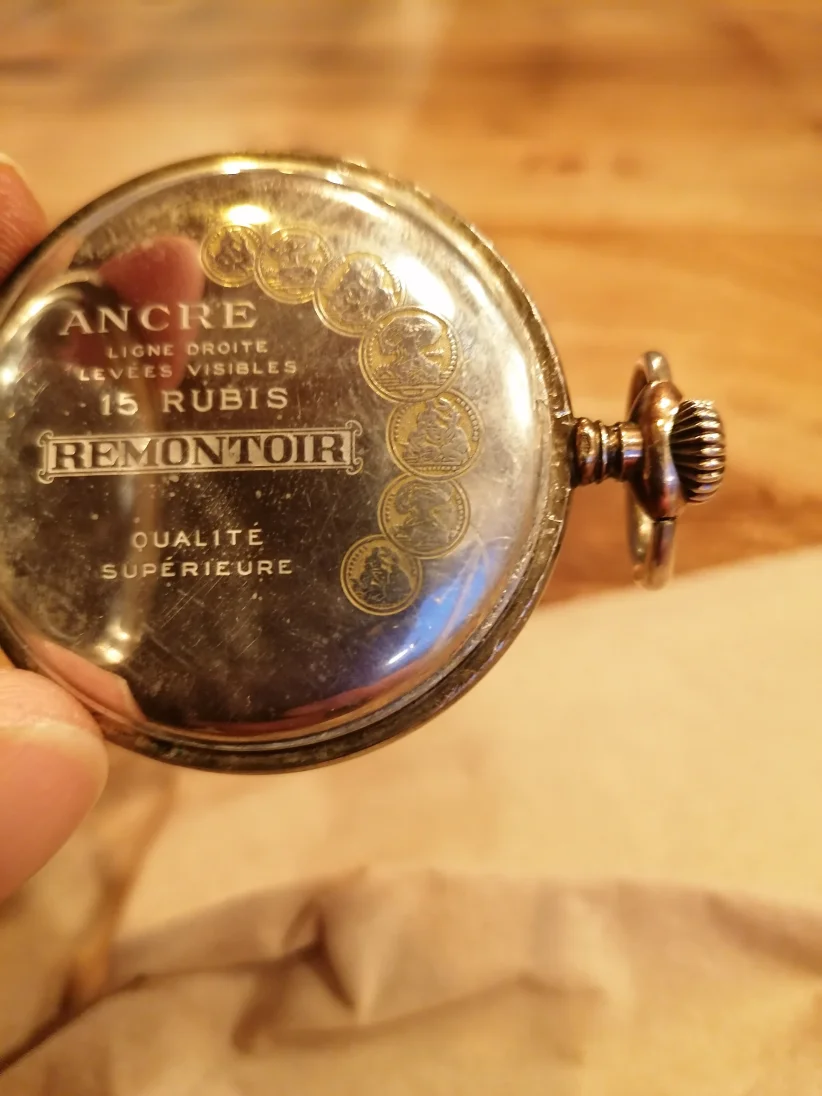 ANCRE
LIGNE DROITE
LEVÉES VISIBLES
15 RUBIS
REMONTOIR
QUALITÉ
SUPÉRIEURE